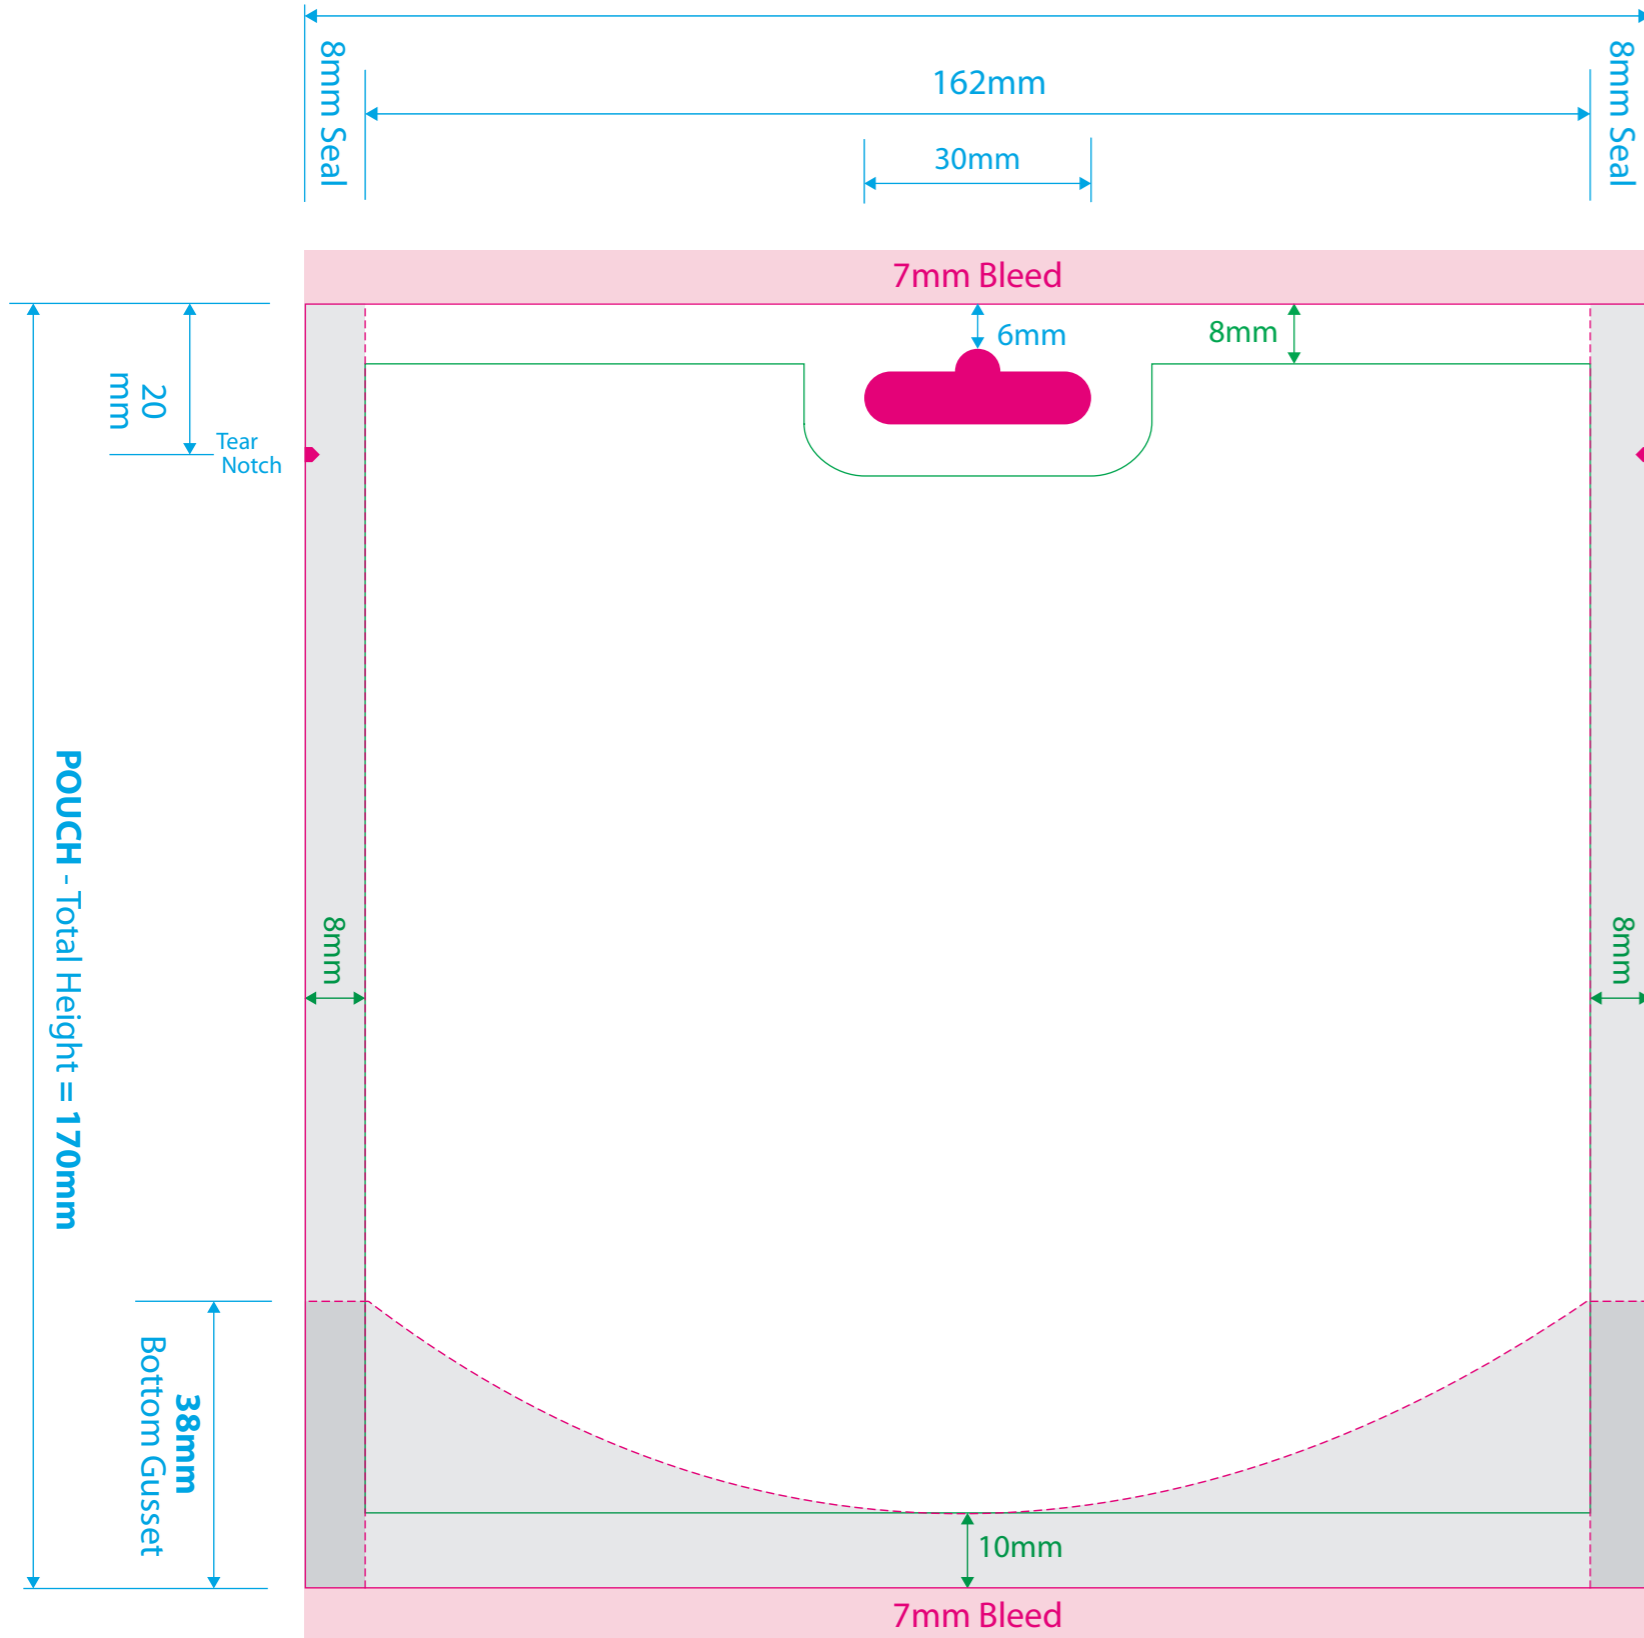 8mm Seal
162mm
8mm Seal
30mm
7mm Bleed
6mm
8mm
20
mm
Tear
Notch
POUCH - Total Height = 170mm
8mm
8mm
38mm
Bottom Gusset
10mm
7mm Bleed